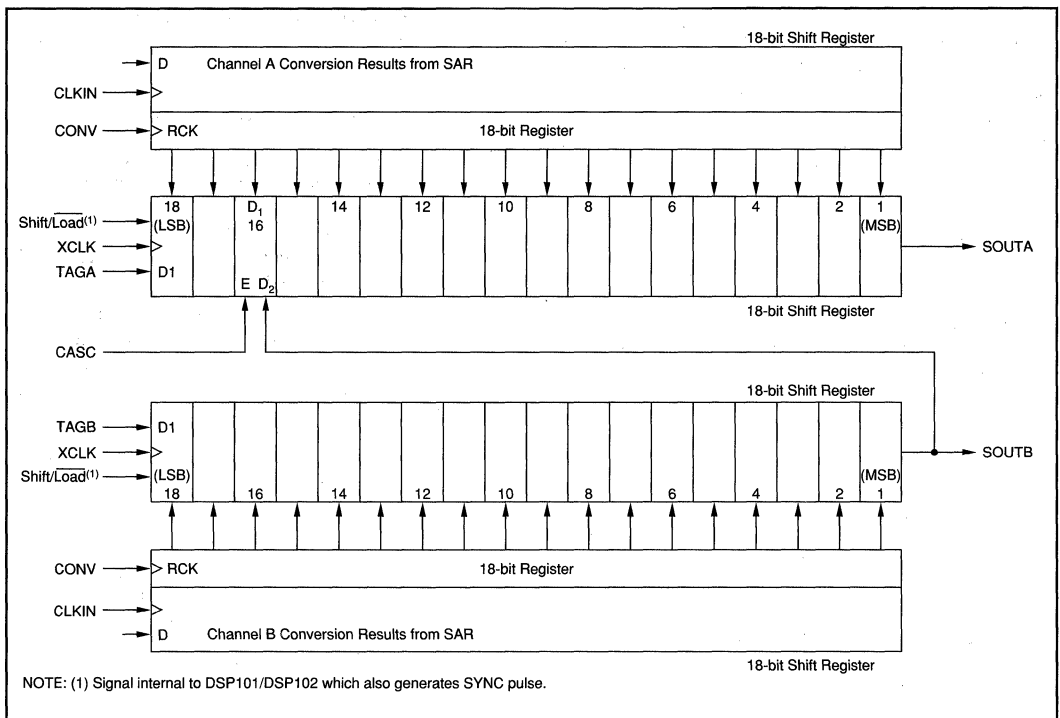 18-bit Shift Register
D Channel A Conversion Results from SAR
CLKIN
CONV RCK 18-bit Register
18 D1 14 12 10 8 6 4 2 1
Shift/Load(1) (LSB) 16 (MSB)
XCLK SOUTA
TAGA D1
E D2
18-bit Shift Register
CASC
18-bit Shift Register
TAGB D1
XCLK SOUTB
Shift/Load(1) (LSB) (MSB)
18 16 14 12 10 8 6 4 2 1
CONV RCK 18-bit Register
CLKIN
D Channel B Conversion Results from SAR
18-bit Shift Register
NOTE: (1) Signal internal to DSP101/DSP102 which also generates SYNC pulse.